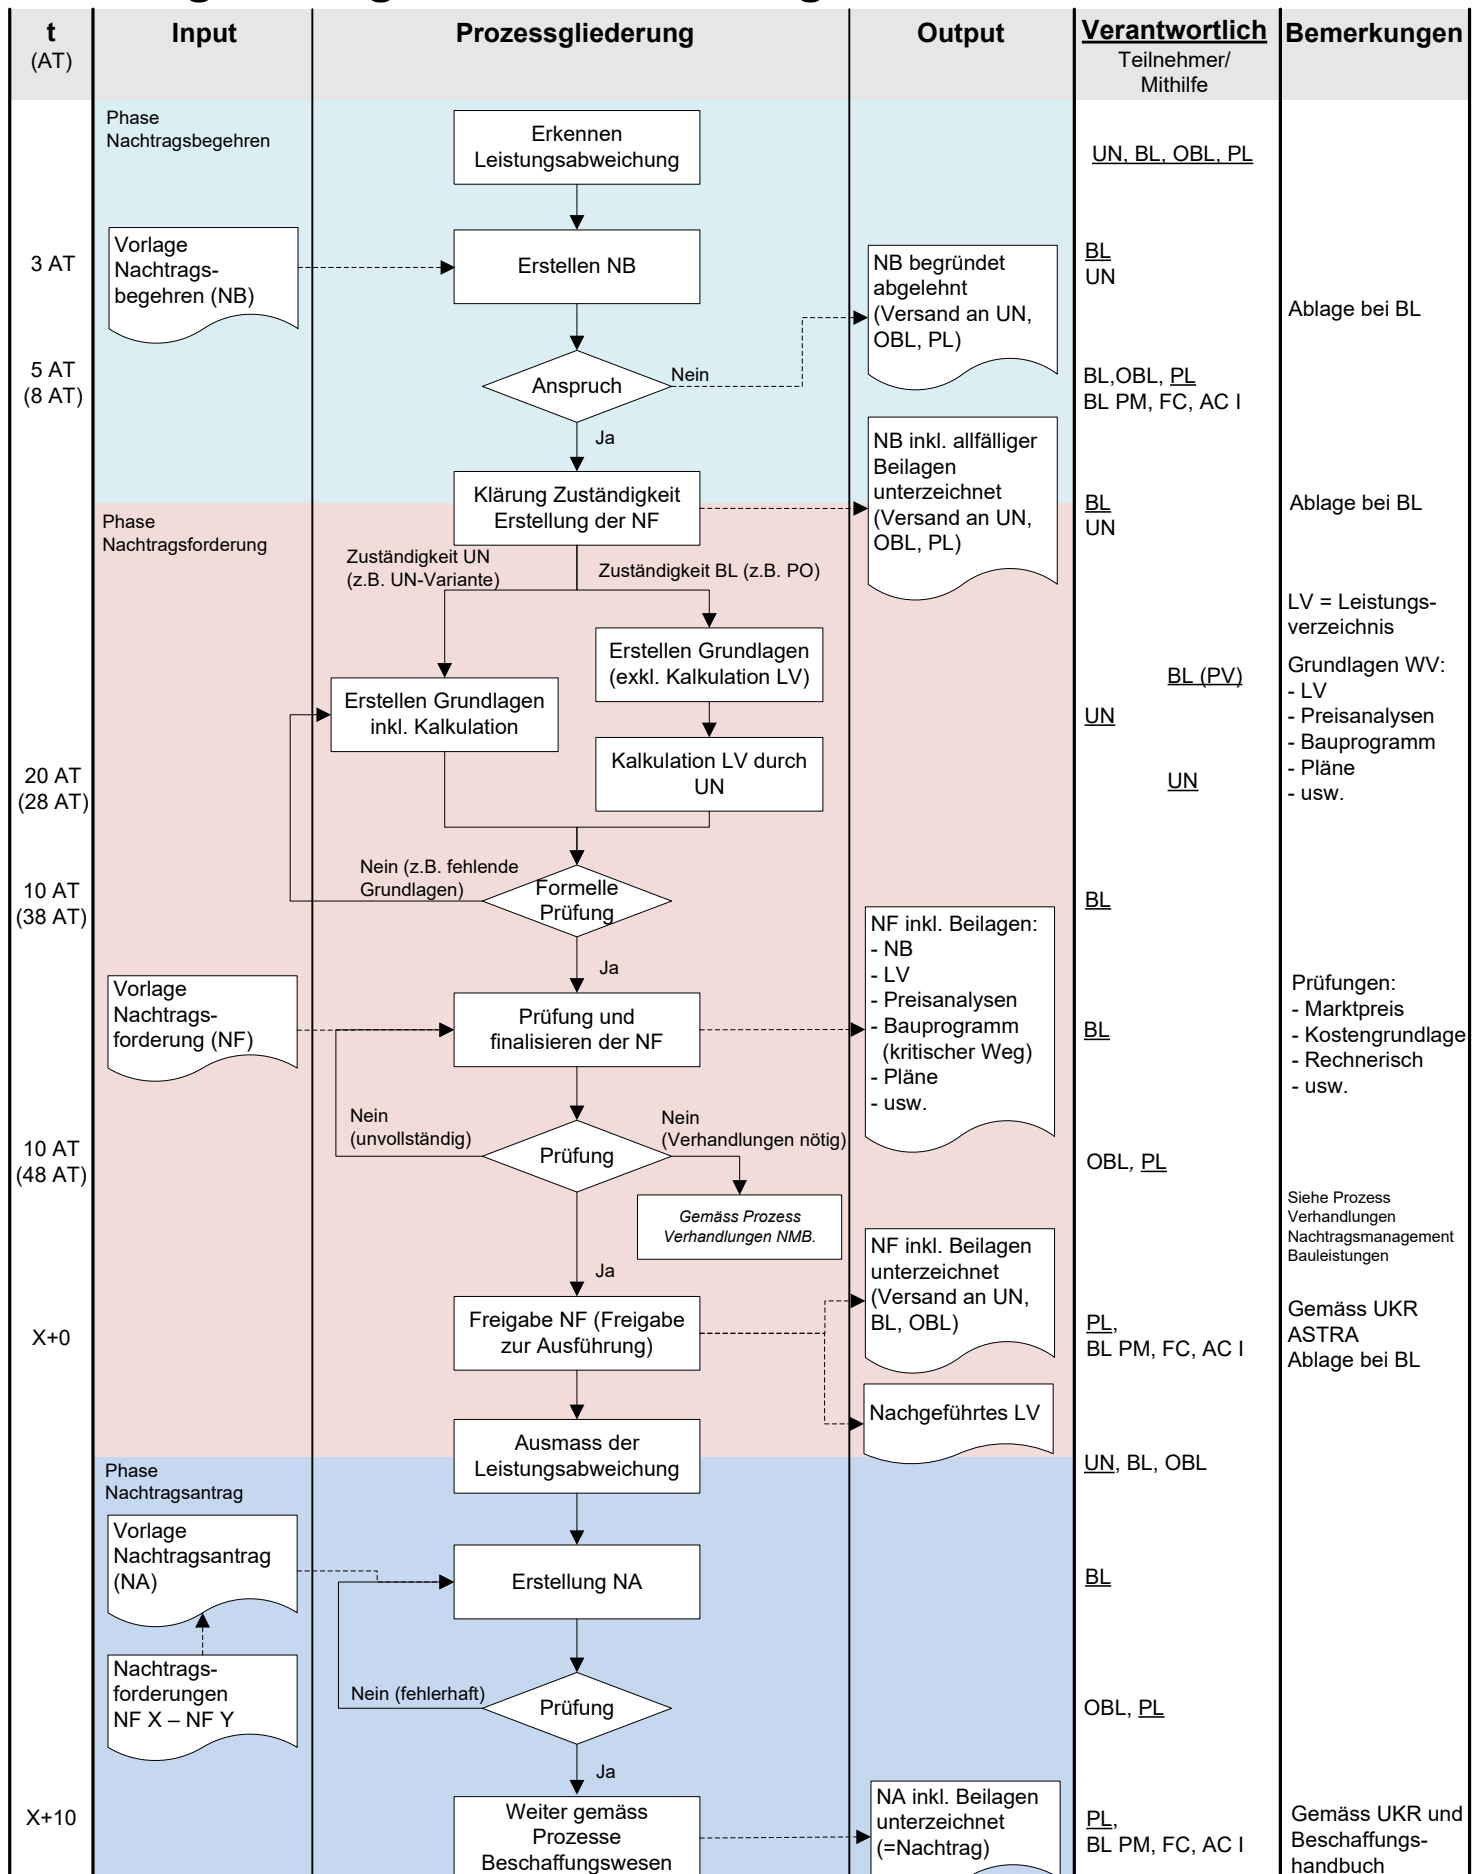 t
(AT)
Input
Prozessgliederung
Output
Verantwortlich
Teilnehmer/
Mithilfe
Bemerkungen
Phase
Nachtragsbegehren
Erkennen
Leistungsabweichung
UN, BL, OBL, PL
3 AT
Vorlage
Nachtrags-
begehren (NB)
Erstellen NB
NB begründet
abgelehnt
(Versand an UN,
OBL, PL)
BL
UN
Ablage bei BL
5 AT
(8 AT)
Anspruch
Nein
BL,OBL, PL
BL PM, FC, AC I
Ja
NB inkl. allfälliger
Beilagen
unterzeichnet
(Versand an UN,
OBL, PL)
Klärung Zuständigkeit
Erstellung der NF
BL
UN
Ablage bei BL
Phase
Nachtragsforderung
Zuständigkeit UN
(z.B. UN-Variante)
Zuständigkeit BL (z.B. PO)
LV = Leistungs-
verzeichnis
Erstellen Grundlagen
(exkl. Kalkulation LV)
BL (PV)
Grundlagen WV:
- LV
- Preisanalysen
- Bauprogramm
- Pläne
- usw.
Erstellen Grundlagen
inkl. Kalkulation
UN
20 AT
(28 AT)
Kalkulation LV durch
UN
UN
Nein (z.B. fehlende
Grundlagen)
10 AT
(38 AT)
Formelle
Prüfung
BL
Ja
NF inkl. Beilagen:
- NB
- LV
- Preisanalysen
- Bauprogramm
(kritischer Weg)
- Pläne
- usw.
Vorlage
Nachtrags-
forderung (NF)
Prüfung und
finalisieren der NF
BL
Prüfungen:
- Marktpreis
- Kostengrundlage
- Rechnerisch
- usw.
Nein
(unvollständig)
Nein
(Verhandlungen nötig)
10 AT
(48 AT)
Prüfung
OBL, PL
Gemäss Prozess
Verhandlungen NMB.
Siehe Prozess
Verhandlungen
Nachtragsmanagement
Bauleistungen
Ja
NF inkl. Beilagen
unterzeichnet
(Versand an UN,
BL, OBL)
X+0
Freigabe NF (Freigabe
zur Ausführung)
PL,
BL PM, FC, AC I
Gemäss UKR
ASTRA
Ablage bei BL
Nachgeführtes LV
Ausmass der
Leistungsabweichung
UN, BL, OBL
Phase
Nachtragsantrag
Vorlage
Nachtragsantrag
(NA)
Erstellung NA
BL
Nachtrags-
forderungen
NF X – NF Y
Nein (fehlerhaft)
Prüfung
OBL, PL
Ja
X+10
Weiter gemäss
Prozesse
Beschaffungswesen
NA inkl. Beilagen
unterzeichnet
(=Nachtrag)
PL,
BL PM, FC, AC I
Gemäss UKR und
Beschaffungs-
handbuch